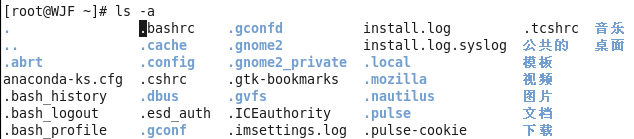 [root@WJF ~]# ls -a
. .bashrc .gconfd install.log .tcshrc 音乐
.. .cache .gnome2 install.log.syslog 公共的 桌面
.abrt .config .gnome2_private .local 模板
anaconda-ks.cfg .cshrc .gtk-bookmarks .mozilla 视频
.bash_history .dbus .gvfs .nautilus 图片
.bash_logout .esd_auth .ICEauthority .pulse 文档
.bash_profile .gconf .imsettings.log .pulse-cookie 下载